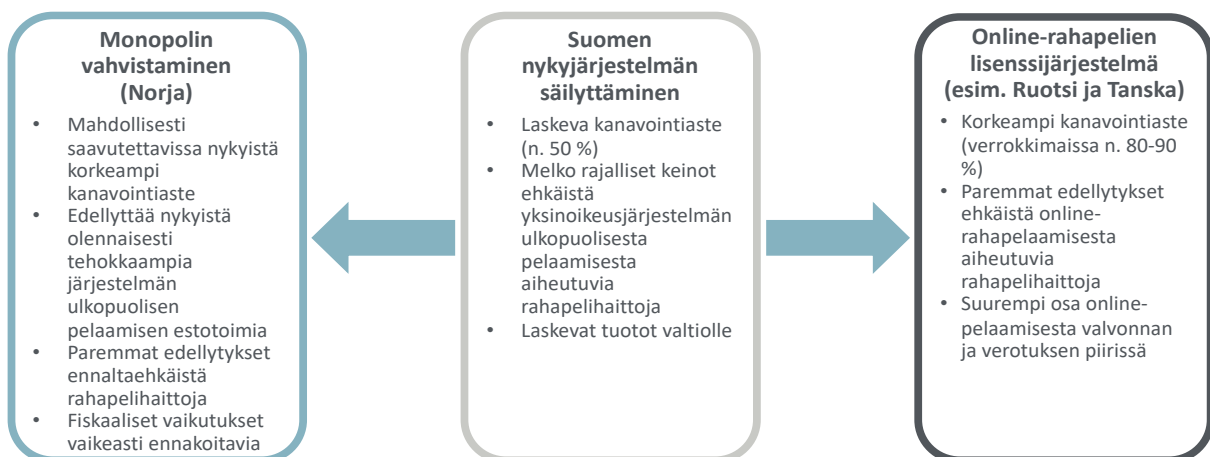 Monopolin
vahvistaminen
(Norja)
• Mahdollisesti
saavutettavissa nykyistä
korkeampi
kanavointiaste
• Edellyttää nykyistä
olennaisesti
tehokkaampia
järjestelmän
ulkopuolisen
pelaamisen estotoimia
• Paremmat edellytykset
ennaltaehkäistä
rahapelihaittoja
• Fiskaaliset vaikutukset
vaikeasti ennakoitavia
Suomen
nykyjärjestelmän
säilyttäminen
• Laskeva kanavointiaste
(n. 50 %)
• Melko rajalliset keinot
ehkäistä
yksinoikeusjärjestelmän
ulkopuolisesta
pelaamisesta
aiheutuvia
rahapelihaittoja
• Laskevat tuotot valtiolle
Online-rahapelien
lisenssijärjestelmä
(esim. Ruotsi ja Tanska)
• Korkeampi kanavointiaste
(verrokkimaissa n. 80-90
%)
• Paremmat edellytykset
ehkäistä online-
rahapelaamisesta
aiheutuvia
rahapelihaittoja
• Suurempi osa online-
pelaamisesta valvonnan
ja verotuksen piirissä